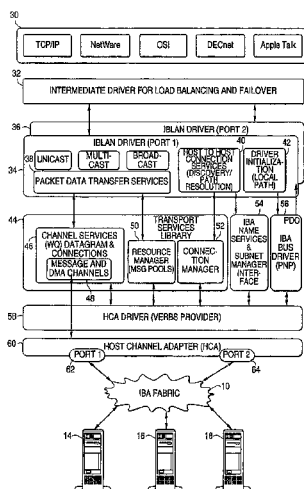 30
TCP/IP
NetWare
OSI
DECnet
Apple Talk
32
INTERMEDIATE DRIVER FOR LOAD BALANCING AND FAILOVER
36
IBLAN DRIVER (PORT 2)
IBLAN DRIVER (PORT 1)
40
42
38
UNICAST
MULTI-
CAST
BROAD-
CAST
HOST TO HOST
CONNECTION
SERVICES
(DISCOVERY/
PATH
RESOLUTION)
DRIVER
INITIALIZATION
(LOCAL
PATH)
34
PACKET DATA TRANSFER SERVICES
54
56
44
50
TRANSPORT
SERVICES
LIBRARY
52
PDO
46
CHANNEL SERVICES
(WQ) DATAGRAM &
CONNECTIONS
MESSAGE AND
DMA CHANNELS
48
RESOURCE
MANAGER
(MSG POOLS)
CONNECTION
MANAGER
IBA
NAME
SERVICES
&
SUBNET
MANAGER
(INTER-
FACE)
IBA
BUS
DRIVER
(PNP)
58
HCA DRIVER (VERBS PROVIDER)
60
HOST CHANNEL ADAPTER (HCA)
PORT 1
PORT 2
62
64
10
IBA FABRIC
14
16
18